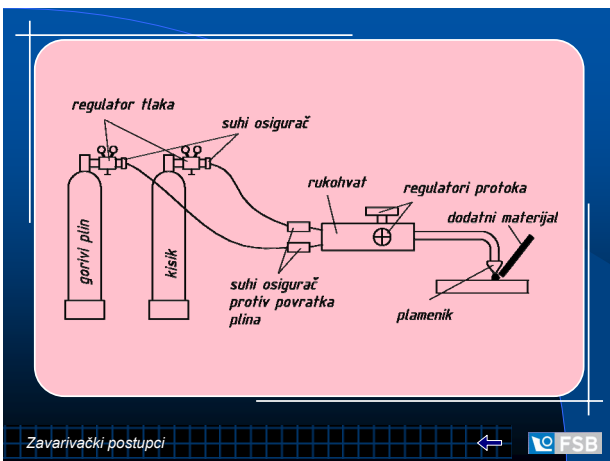 regulator tlaka
suhi osigurač
rukohvat
regulatori protoka
dodatni materijal
gorivi plin
kisik
suhi osigurač
protiv povratka
plina
plamenik
Zavarivački postupci
FSB